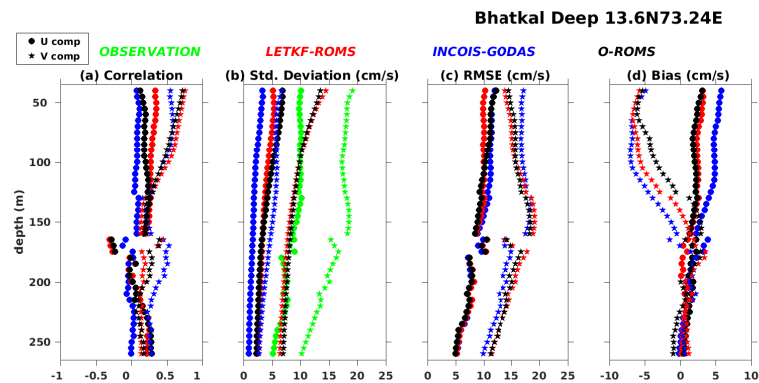 Bhatkal Deep 13.6N73.24E
U comp
V comp
OBSERVATION LETKF-ROMS INCOIS-G0DAS O-ROMS
(a) Correlation (b) Std. Deviation (cm/s) (c) RMSE (cm/s) (d) Bias (cm/s)
depth (m)
50
100
150
200
250
-1 -0.5 0 0.5 1 0 5 10 15 20 25 0 5 10 15 20 25 -10 -5 0 5 10